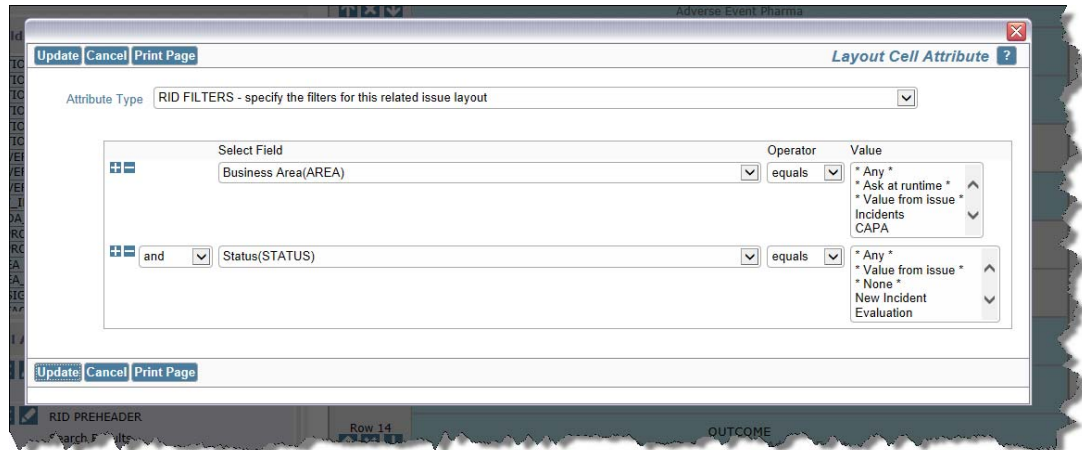 Adverse Event Pharma
Update Cancel Print Page
Layout Cell Attribute ?
Attribute Type RID FILTERS - specify the filters for this related issue layout
Select Field Operator Value
Business Area(AREA) equals * Any *
* Ask at runtime *
* Value from issue *
Incidents
CAPA
and Status(STATUS) equals * Any *
* Value from issue *
* None *
New Incident
Evaluation
Update Cancel Print Page
RID PREHEADER
Search Results
Row 14
OUTCOME